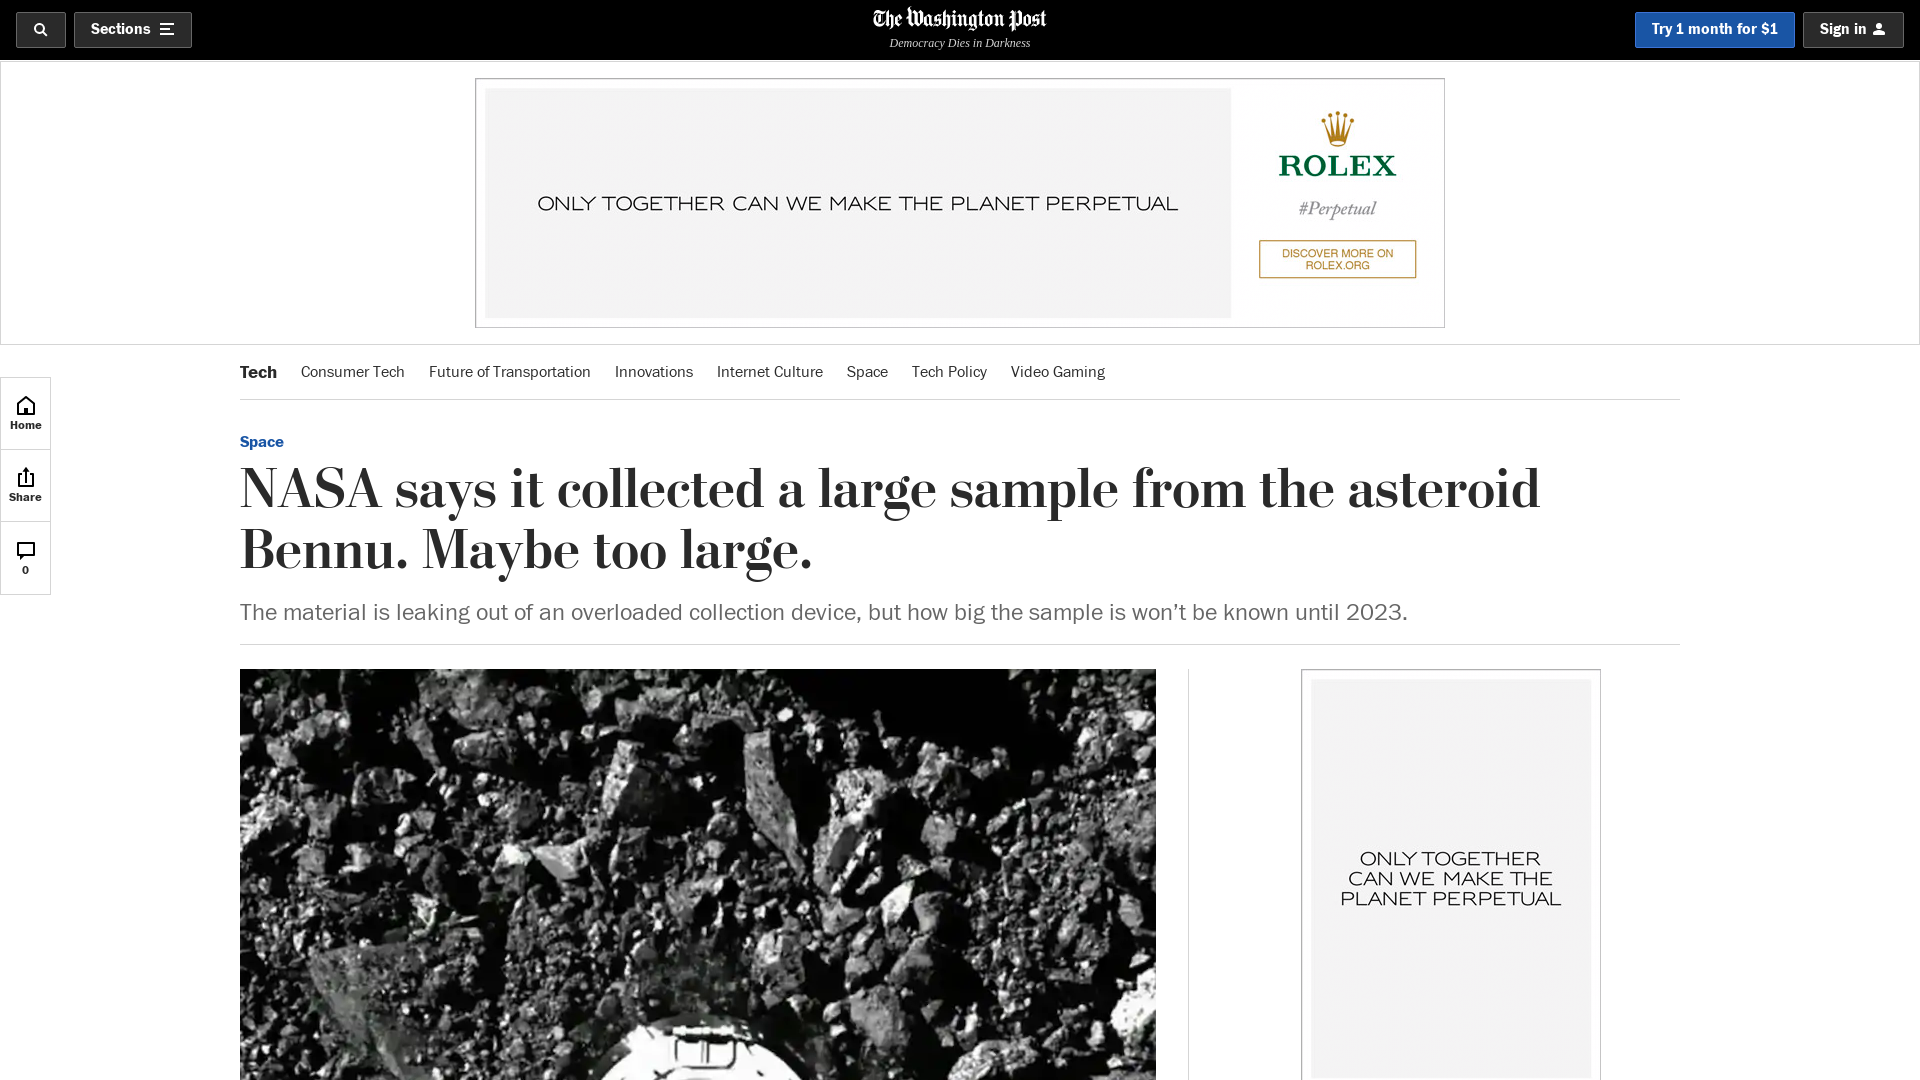 Sections
The Washington Post
Democracy Dies in Darkness
Try 1 month for $1
Sign in
ONLY TOGETHER CAN WE MAKE THE PLANET PERPETUAL
ROLEX
#Perpetual
DISCOVER MORE ON
ROLEX.ORG
Tech Consumer Tech Future of Transportation Innovations Internet Culture Space Tech Policy Video Gaming
Home
Share
0
Space
NASA says it collected a large sample from the asteroid
Bennu. Maybe too large.
The material is leaking out of an overloaded collection device, but how big the sample is won’t be known until 2023.
ONLY TOGETHER
CAN WE MAKE THE
PLANET PERPETUAL